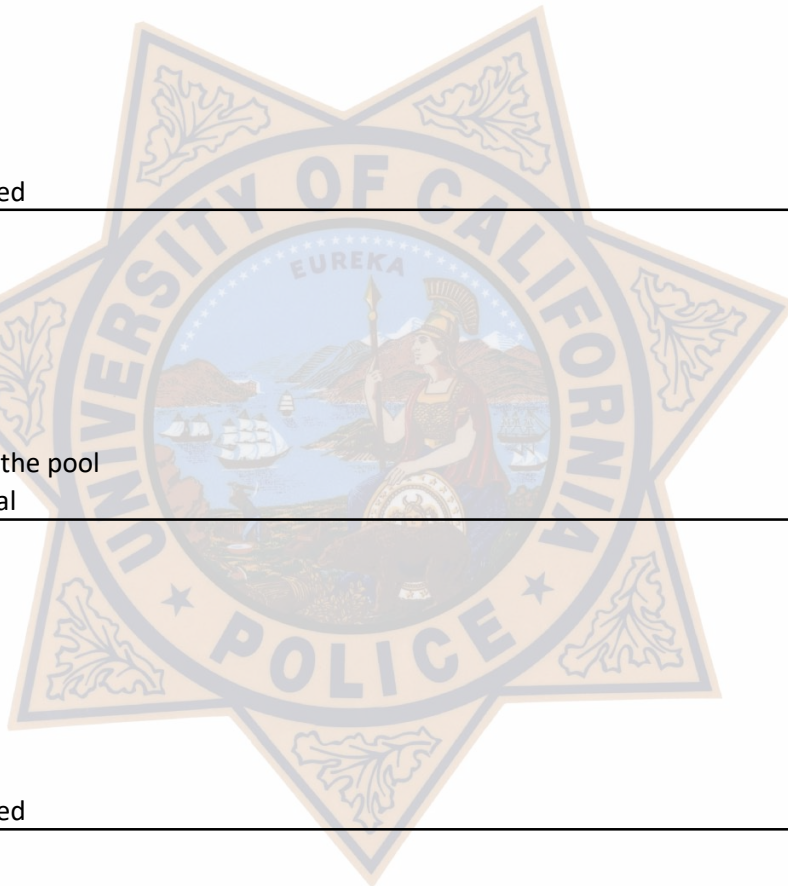 ed
UNIVERSITY OF CALIFORNIA
EUREKA
the pool
al
POLICE
ed